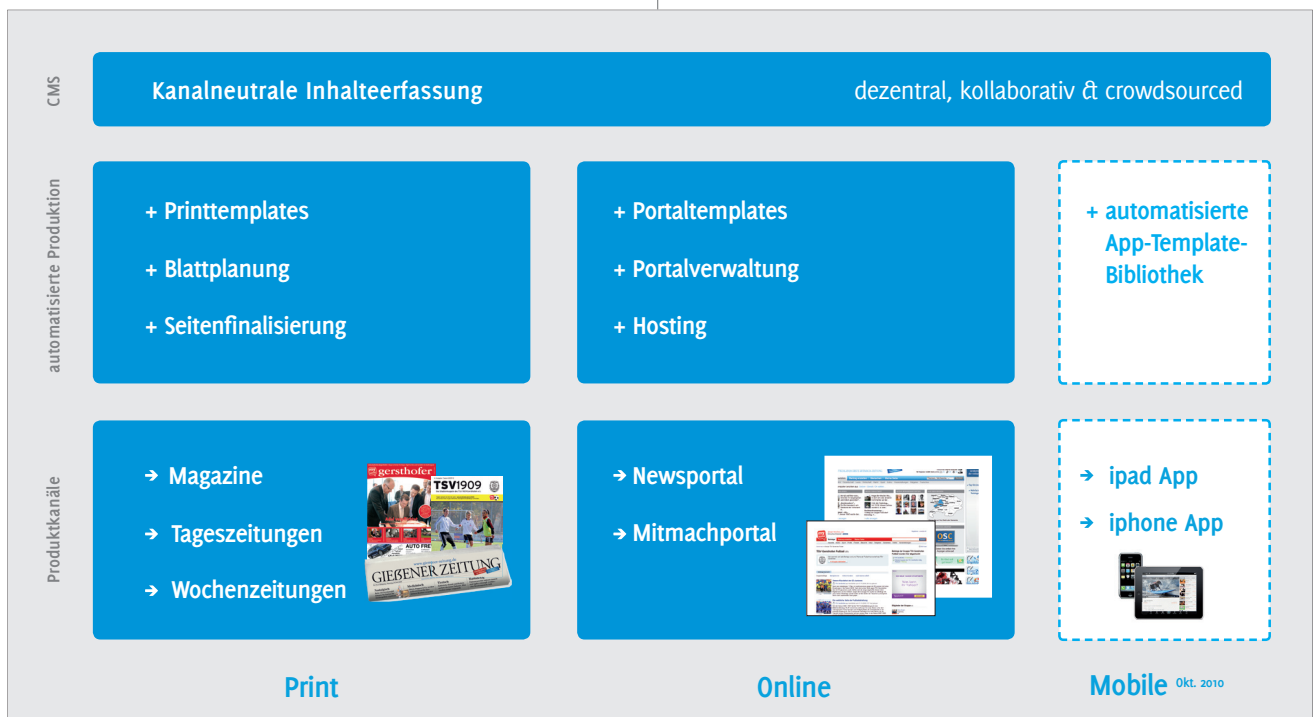 CMS
Kanalneutrale Inhalteerfassung
dezentral, kollaborativ & crowdsourced
automatisierte Produktion
+ Printtemplates
+ Blattplanung
+ Seitenfinalisierung
+ Portaltemplates
+ Portalverwaltung
+ Hosting
+ automatisierte
App-Template-
Bibliothek
Produktkanäle
→ Magazine
→ Tageszeitungen
→ Wochenzeitungen
gersthofer
TSV1909
AUTO FRE
GIEßENER ZEITUNG
→ Newsportal
→ Mitmachportal
OSC
→ ipad App
→ iphone App
Print
Online
Mobile Okt. 2010